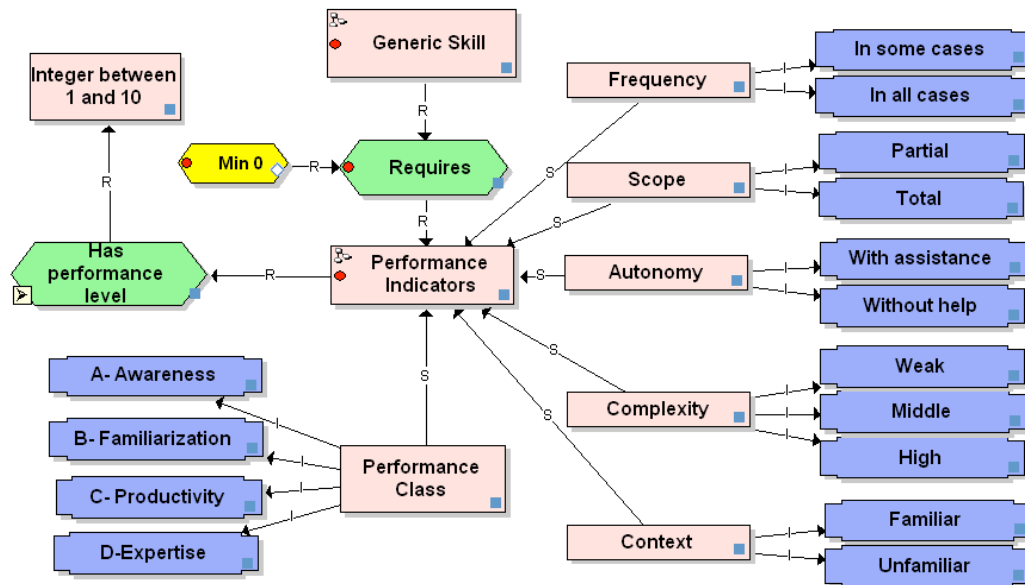 Generic Skill
Integer between
1 and 10
R
R
Min 0
R
Requires
R
Has
performance
level
R
Performance
Indicators
S
S
S
S
S
S
Performance
Class
A- Awareness
B- Familiarization
C- Productivity
D-Expertise
I
I
I
I
Frequency
I
I
In some cases
In all cases
Scope
I
I
Partial
Total
Autonomy
I
I
With assistance
Without help
Complexity
I
I
I
Weak
Middle
High
Context
I
I
Familiar
Unfamiliar